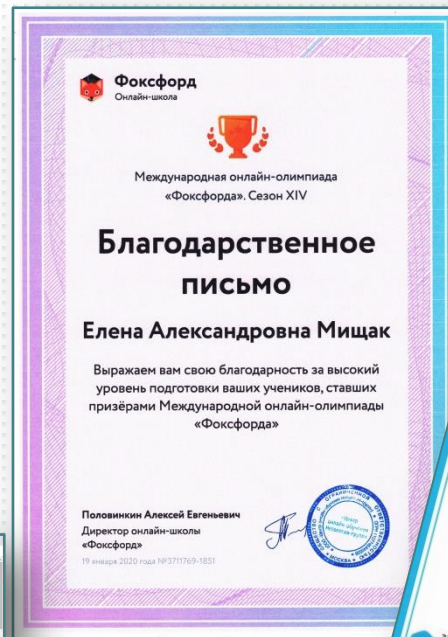 Фоксфорд
Онлайн-школа
Международная онлайн-олимпиада
«Фоксфорда». Сезон XIV
Благодарственное
письмо
Елена Александровна Мищак
Выражаем вам свою благодарность за высокий
уровень подготовки ваших учеников, ставших
призёрами Международной онлайн-олимпиады
«Фоксфорда»
Половинкин Алексей Евгеньевич
Директор онлайн-школы
«Фоксфорд»
19 января 2020 года №3711769-1851